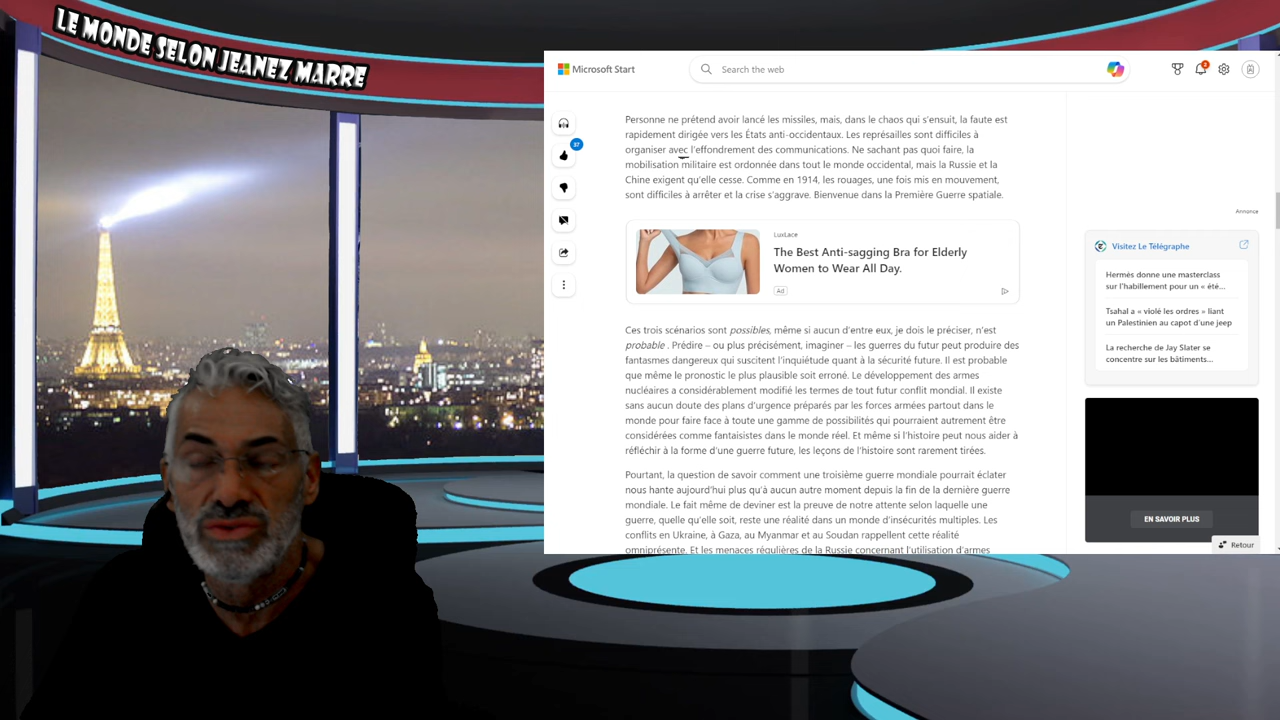 LE MONDE SELON JEANEZ MARRE
Microsoft Start
Search the web
2
37
Personne ne prétend avoir lancé les missiles, mais, dans le chaos qui s'ensuit, la faute est
rapidement dirigée vers les États anti-occidentaux. Les représailles sont difficiles à
organiser avec l'effondrement des communications. Ne sachant pas quoi faire, la
mobilisation militaire est ordonnée dans tout le monde occidental, mais la Russie et la
Chine exigent qu'elle cesse. Comme en 1914, les rouages, une fois mis en mouvement,
sont difficiles à arrêter et la crise s'aggrave. Bienvenue dans la Première Guerre spatiale.
LuxLace
The Best Anti-sagging Bra for Elderly
Women to Wear All Day.
Ad
Ces trois scénarios sont possibles, même si aucun d'entre eux, je dois le préciser, n'est
probable . Prédire – ou plus précisément, imaginer – les guerres du futur peut produire des
fantasmes dangereux qui suscitent l'inquiétude quant à la sécurité future. Il est probable
que même le pronostic le plus plausible soit erroné. Le développement des armes
nucléaires a considérablement modifié les termes de tout futur conflit mondial. Il existe
sans aucun doute des plans d'urgence préparés par les forces armées partout dans le
monde pour faire face à toute une gamme de possibilités qui pourraient autrement être
considérées comme fantaisistes dans le monde réel. Et même si l'histoire peut nous aider à
réfléchir à la forme d'une guerre future, les leçons de l'histoire sont rarement tirées.
Pourtant, la question de savoir comment une troisième guerre mondiale pourrait éclater
nous hante aujourd'hui plus qu'à aucun autre moment depuis la fin de la dernière guerre
mondiale. Le fait même de deviner est la preuve de notre attente selon laquelle une
guerre, quelle qu'elle soit, reste une réalité dans un monde d'insécurités multiples. Les
conflits en Ukraine, à Gaza, au Myanmar et au Soudan rappellent cette réalité
omniprésente. Et les menaces régulières de la Russie concernant l'utilisation d'armes
Annonce
Visitez Le Télégraphe
Hermés donne une masterclass
sur l'habillement pour un « été...
Tsahal a « violé les ordres » liant
un Palestinien au capot d'une jeep
La recherche de Jay Slater se
concentre sur les bâtiments...
EN SAVOIR PLUS
Retour